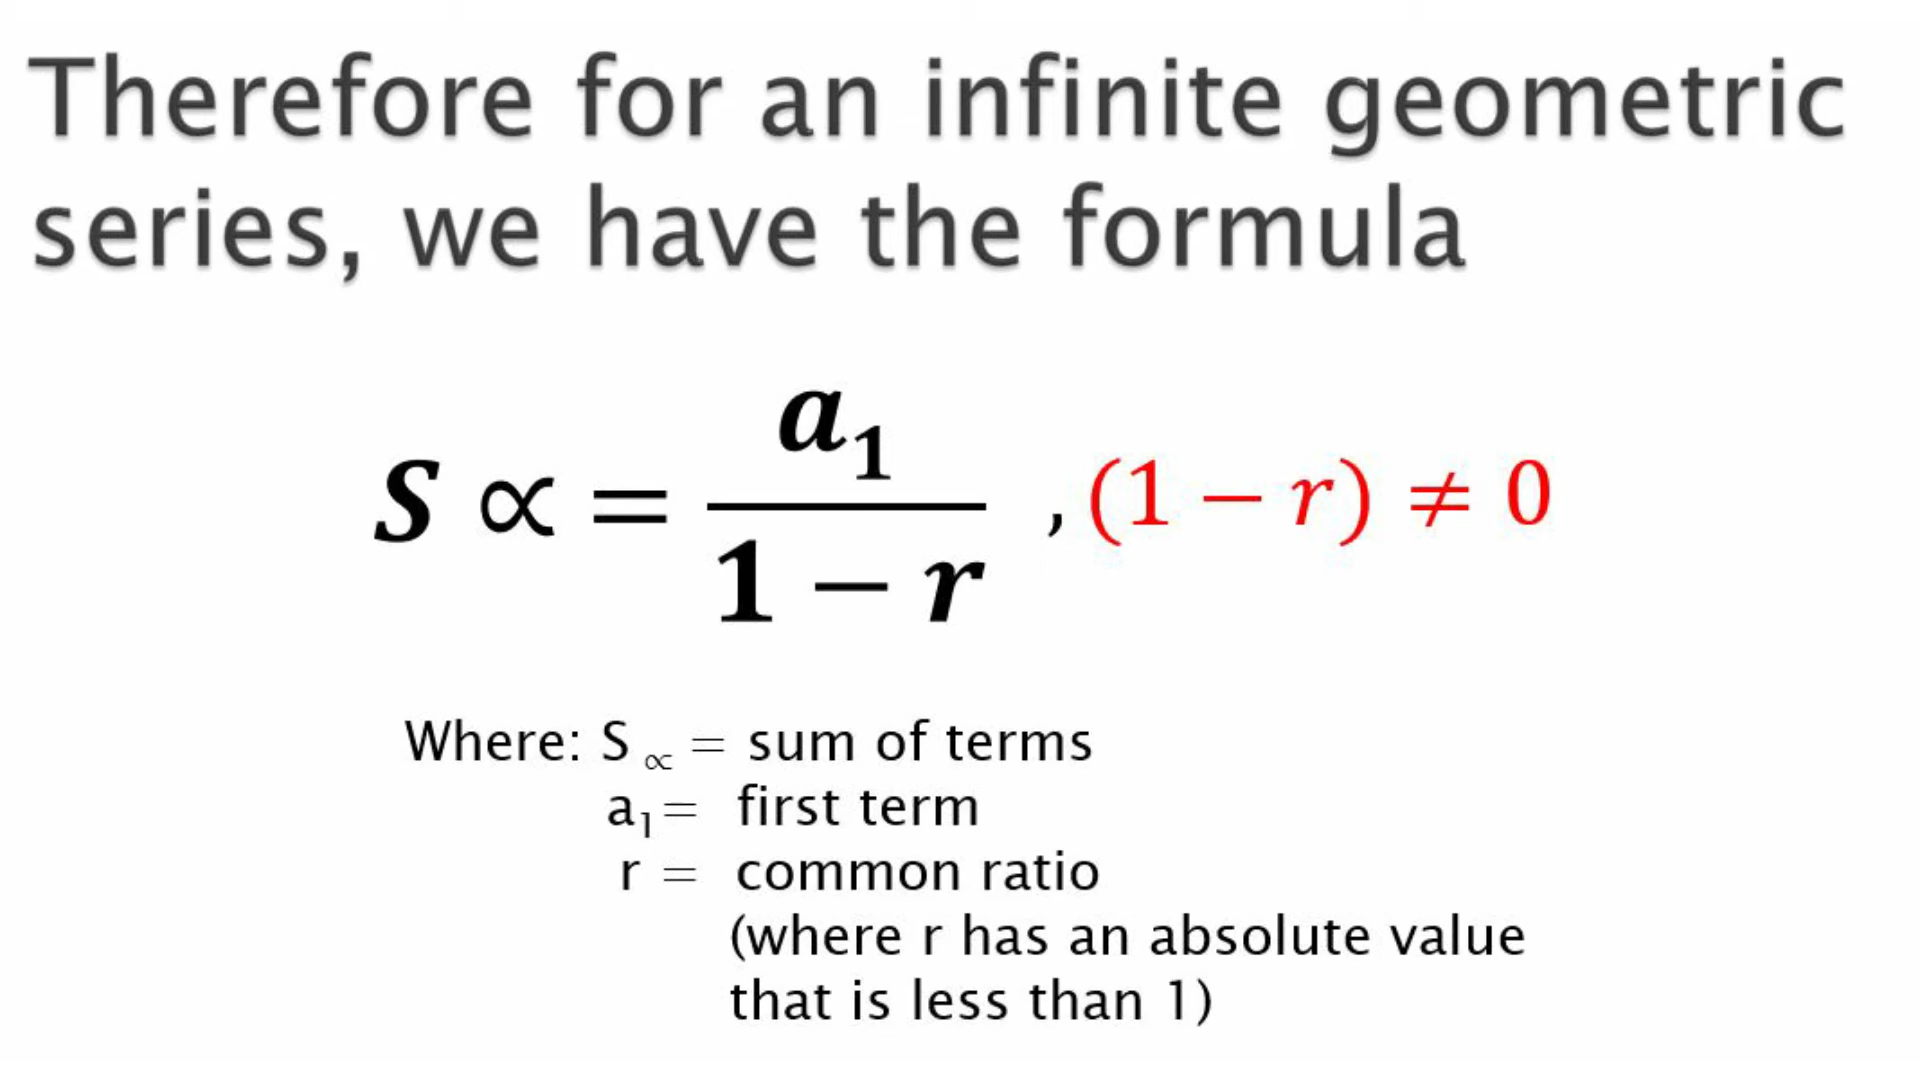 Therefore for an infinite geometric
series, we have the formula
S ∝ = a₁ / 1 − r , (1 − r) ≠ 0
Where: S ∝ = sum of terms
a₁ = first term
r = common ratio
(where r has an absolute value
that is less than 1)